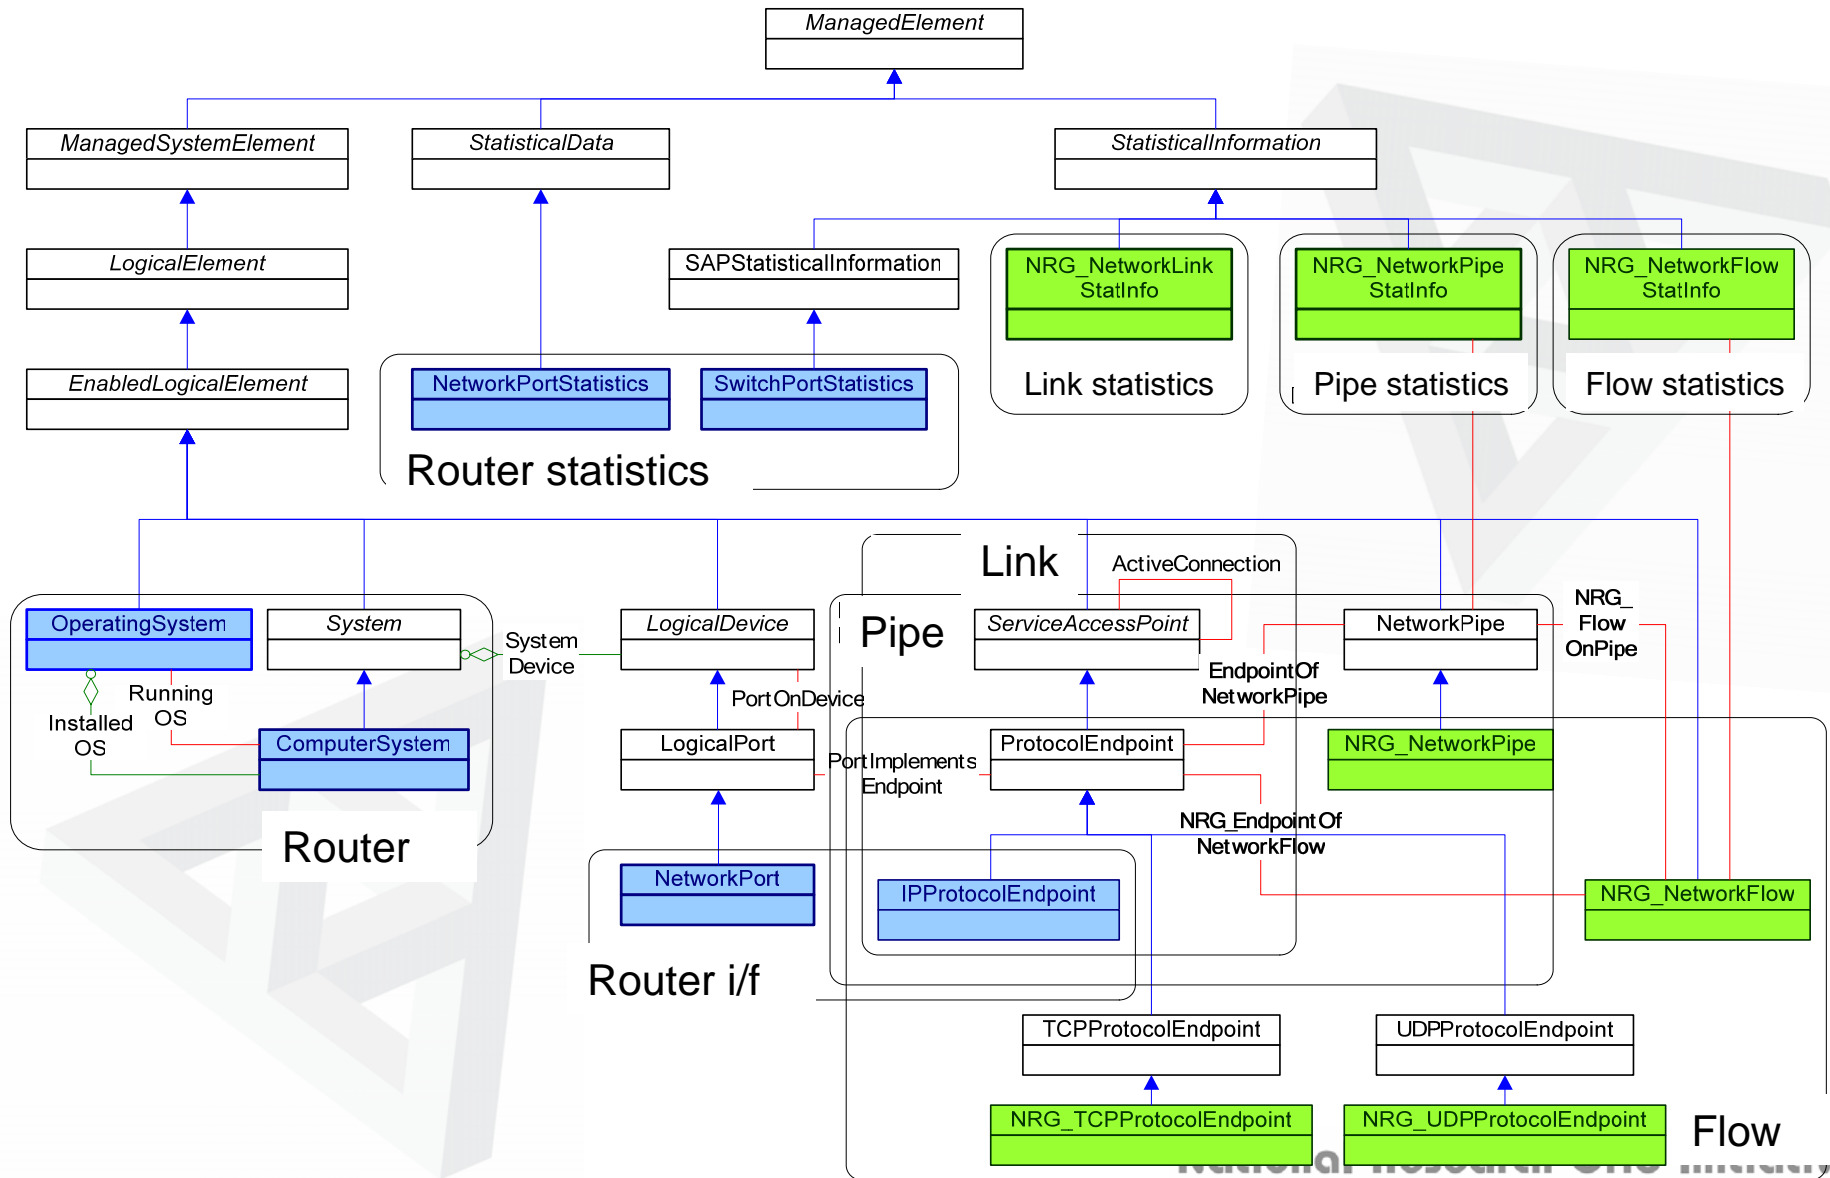 ManagedElement
ManagedSystemElement
StatisticalData
StatisticalInformation
LogicalElement
SAPStatisticalInformation
NRG_NetworkLink
StatInfo
NRG_NetworkPipe
StatInfo
NRG_NetworkFlow
StatInfo
EnabledLogicalElement
NetworkPortStatistics
SwitchPortStatistics
Link statistics
Pipe statistics
Flow statistics
Router statistics
Link
ActiveConnection
OperatingSystem
System
System
Device
LogicalDevice
Pipe
ServiceAccessPoint
NetworkPipe
NRG_
Flow
OnPipe
EndpointOf
NetworkPipe
Running
OS
Installed
OS
PortOnDevice
ComputerSystem
LogicalPort
PortImplements
Endpoint
ProtocolEndpoint
NRG_NetworkPipe
NRG_EndpointOf
NetworkFlow
Router
NetworkPort
IPProtocolEndpoint
NRG_NetworkFlow
Router i/f
TCPProtocolEndpoint
UDPProtocolEndpoint
NRG_TCPProtocolEndpoint
NRG_UDPProtocolEndpoint
Flow